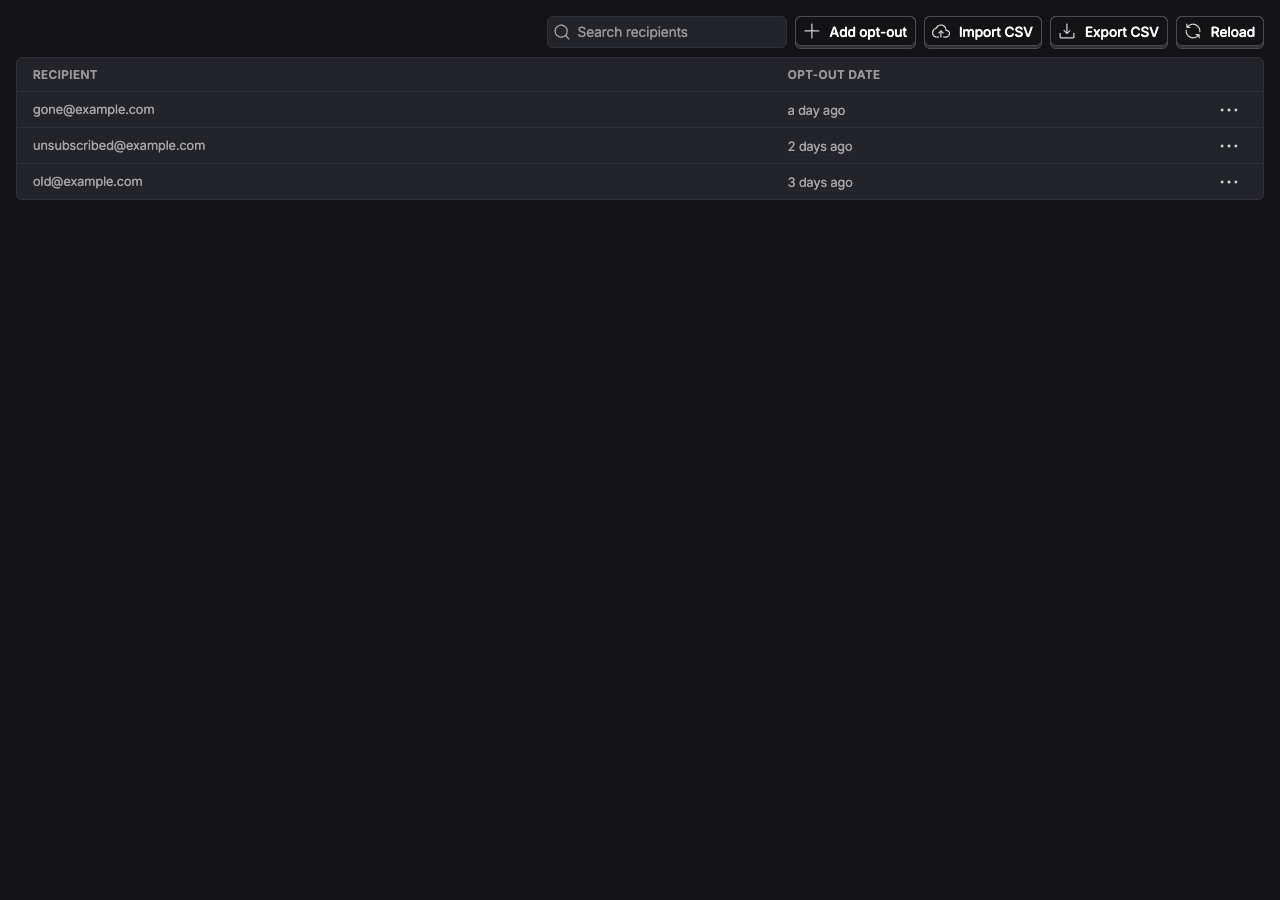 Search recipients
Add opt-out
Import CSV
Export CSV
Reload
RECIPIENT OPT-OUT DATE
gone@example.com a day ago
unsubscribed@example.com 2 days ago
old@example.com 3 days ago